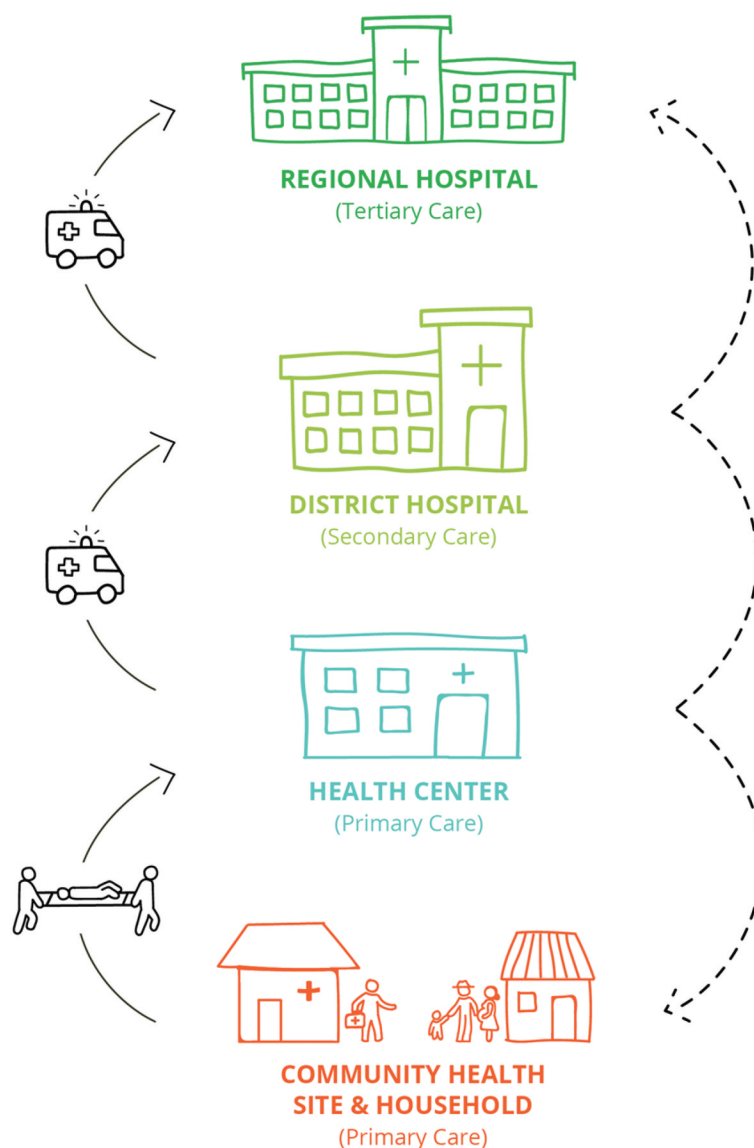 REGIONAL HOSPITAL
(Tertiary Care)
DISTRICT HOSPITAL
(Secondary Care)
HEALTH CENTER
(Primary Care)
COMMUNITY HEALTH
SITE & HOUSEHOLD
(Primary Care)